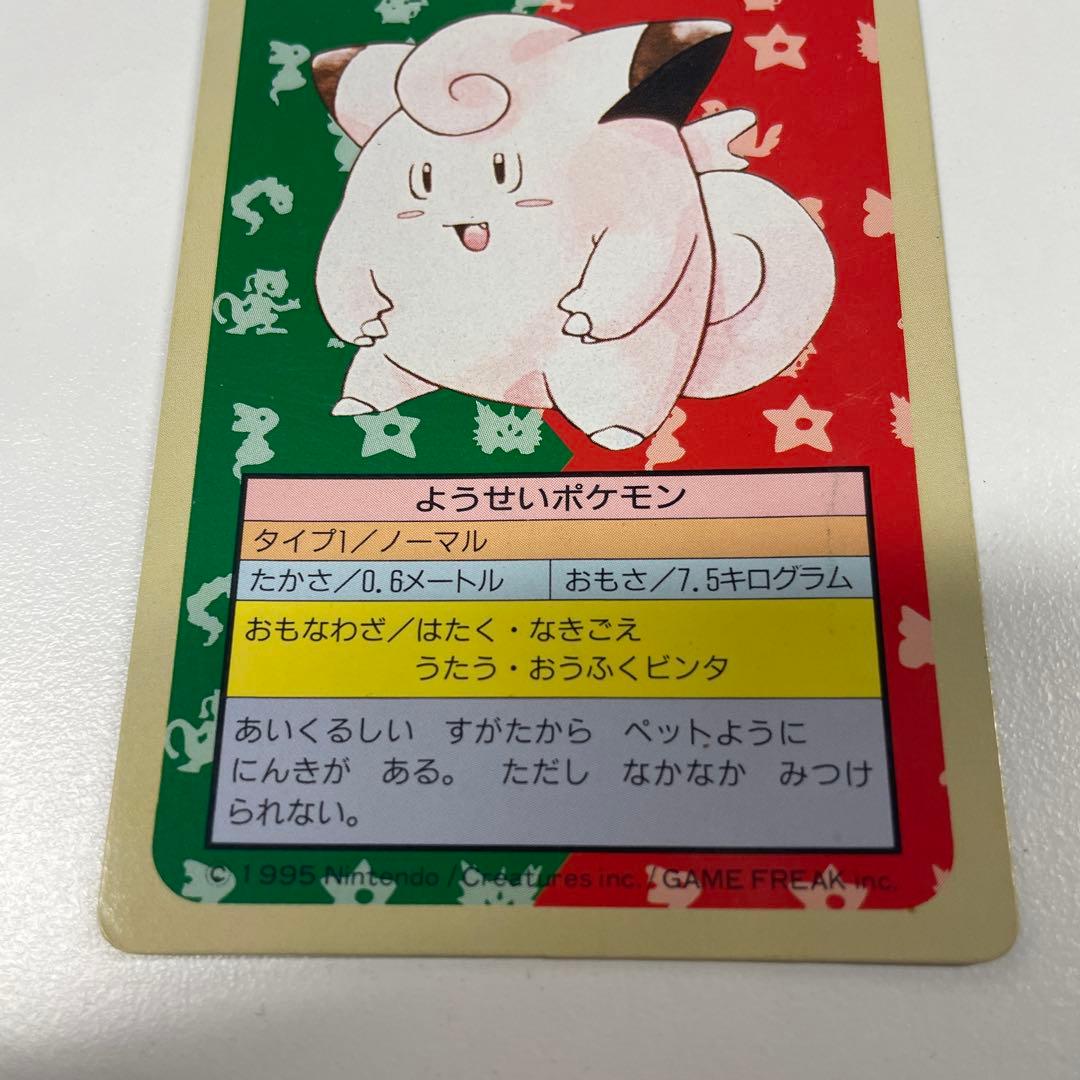 ようせいポケモン
タイプ1／ノーマル
たかさ／0.6メートル おもさ／7.5キログラム
おもなわざ／はたく・なきごえ
うたう・おうふくビンタ
あいくるしい　すがたから　ペットように
にんきが　ある。　ただし　なかなか　みつけ
られない。
© 1995 Nintendo /Creatures inc. /GAME FREAK inc.